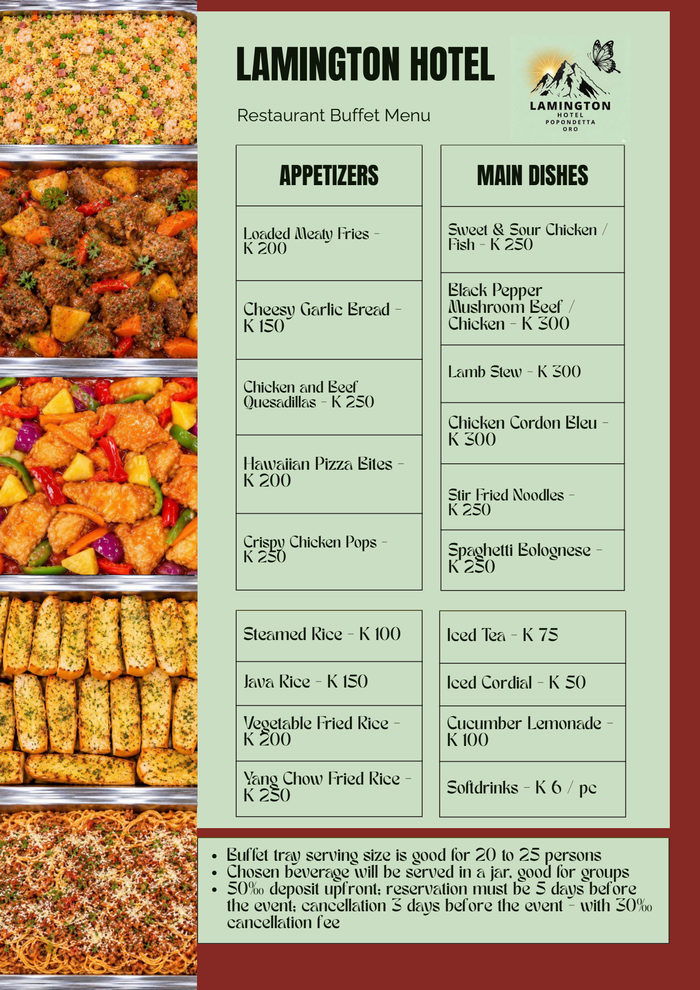 LAMINGTON HOTEL
Restaurant Buffet Menu
LAMINGTON
HOTEL
POPONDETTA
ORO
APPETIZERS
Loaded Meaty Fries -
K 200
Cheesy Garlic Bread -
K 150
Chicken and Beef
Quesadillas - K 250
Hawaiian Pizza Bites -
K 200
Crispy Chicken Pops -
K 250
MAIN DISHES
Sweet & Sour Chicken /
Fish - K 250
Black Pepper
Mushroom Beef /
Chicken - K 300
Lamb Stew - K 300
Chicken Cordon Bleu -
K 300
Stir Fried Noodles -
K 250
Spaghetti Bolognese -
K 250
Steamed Rice - K 100
Java Rice - K 150
Vegetable Fried Rice -
K 200
Yang Chow Fried Rice -
K 250
Iced Tea - K 75
Iced Cordial - K 50
Cucumber Lemonade -
K 100
Softdrinks - K 6 / pc
• Buffet tray serving size is good for 20 to 25 persons
• Chosen beverage will be served in a jar, good for groups
• 50% deposit upfront; reservation must be 5 days before
the event; cancellation 3 days before the event - with 30%
cancellation fee